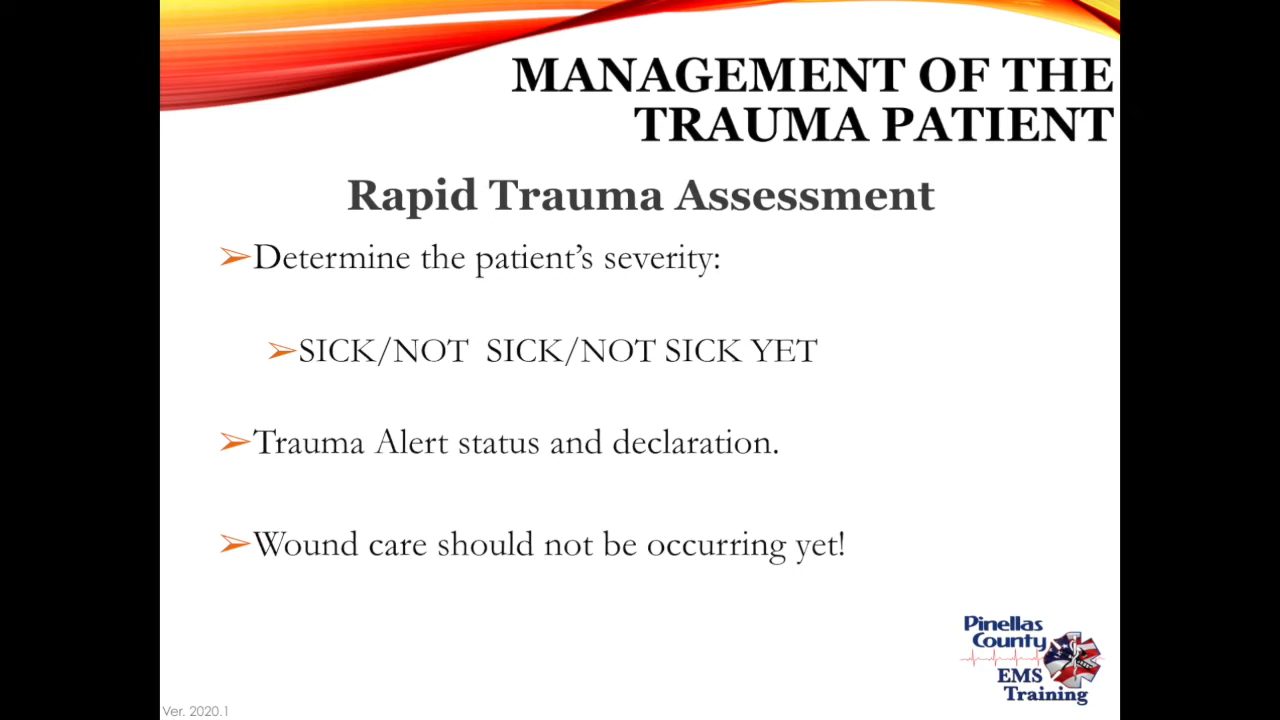 MANAGEMENT OF THE
TRAUMA PATIENT
Rapid Trauma Assessment
➢Determine the patient’s severity:
➢SICK/NOT SICK/NOT SICK YET
➢Trauma Alert status and declaration.
➢Wound care should not be occurring yet!
Pinellas
County
EMS
Training
Ver. 2020.1